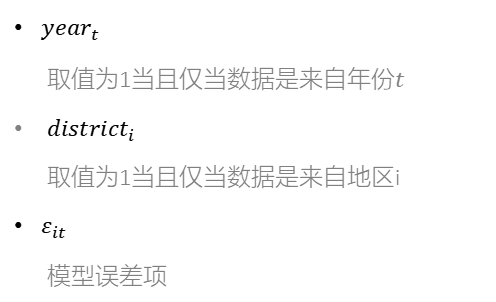 • year_t
取值为1当且仅当数据是来自年份t
• district_i
取值为1当且仅当数据是来自地区i
• ε_it
模型误差项